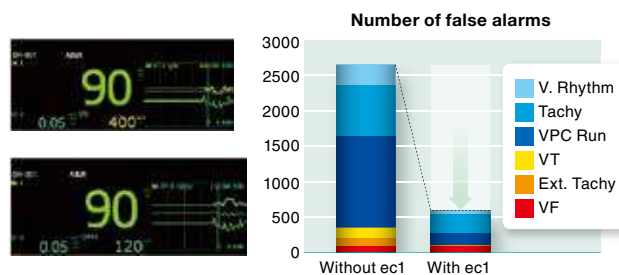 90
0.05
400
90
0.05
120
Number of false alarms
3000
2500
2000
1500
1000
500
0
Without ec1
With ec1
V. Rhythm
Tachy
VPC Run
VT
Ext. Tachy
VF